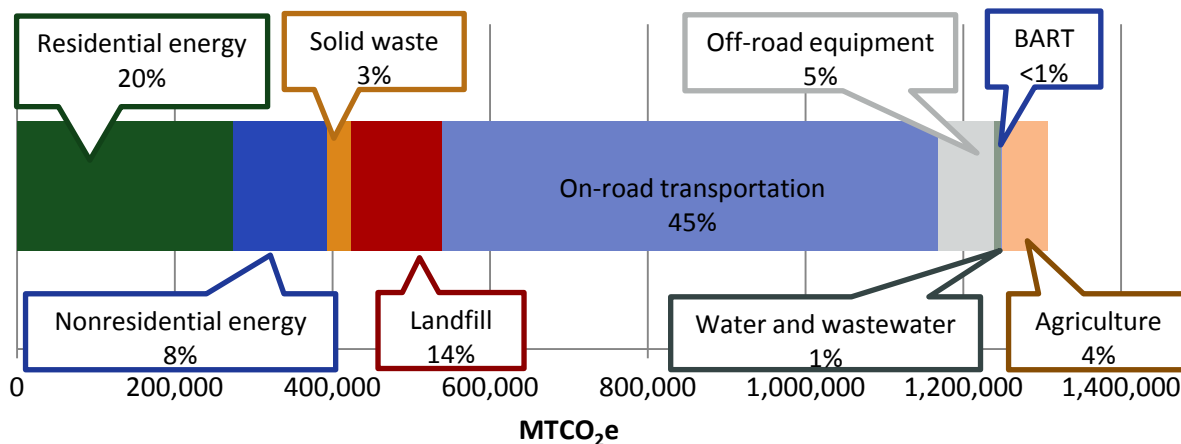 Residential energy
20%
Solid waste
3%
Off-road equipment
5%
BART
<1%
On-road transportation
45%
Nonresidential energy
8%
Landfill
14%
Water and wastewater
1%
Agriculture
4%
0 200,000 400,000 600,000 800,000 1,000,000 1,200,000 1,400,000
MTCO₂e